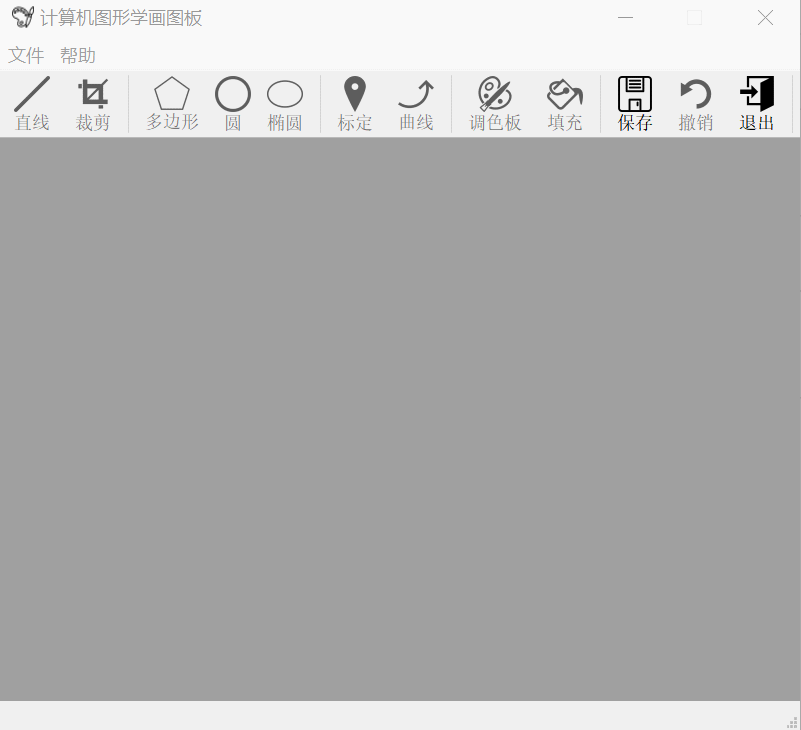 计算机图形学画图板
文件 帮助
直线 裁剪 多边形 圆 椭圆 标定 曲线 调色板 填充 保存 撤销 退出